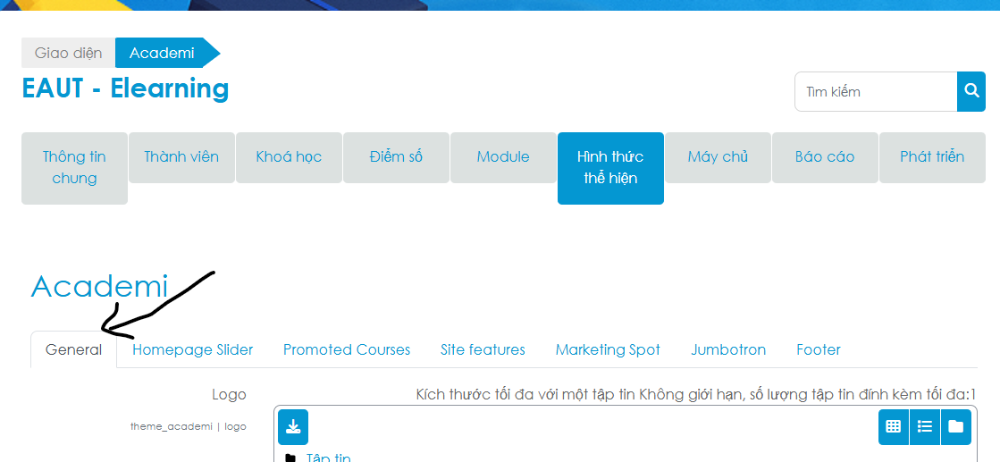 Giao diện Academi
EAUT - Elearning
Tìm kiếm
Thông tin chung
Thành viên
Khoá học
Điểm số
Module
Hình thức thể hiện
Máy chủ
Báo cáo
Phát triển
Academi
General Homepage Slider Promoted Courses Site features Marketing Spot Jumbotron Footer
Logo
Kích thước tối đa với một tập tin Không giới hạn, số lượng tập tin đính kèm tối đa:1
theme_academi | logo
Tập tin